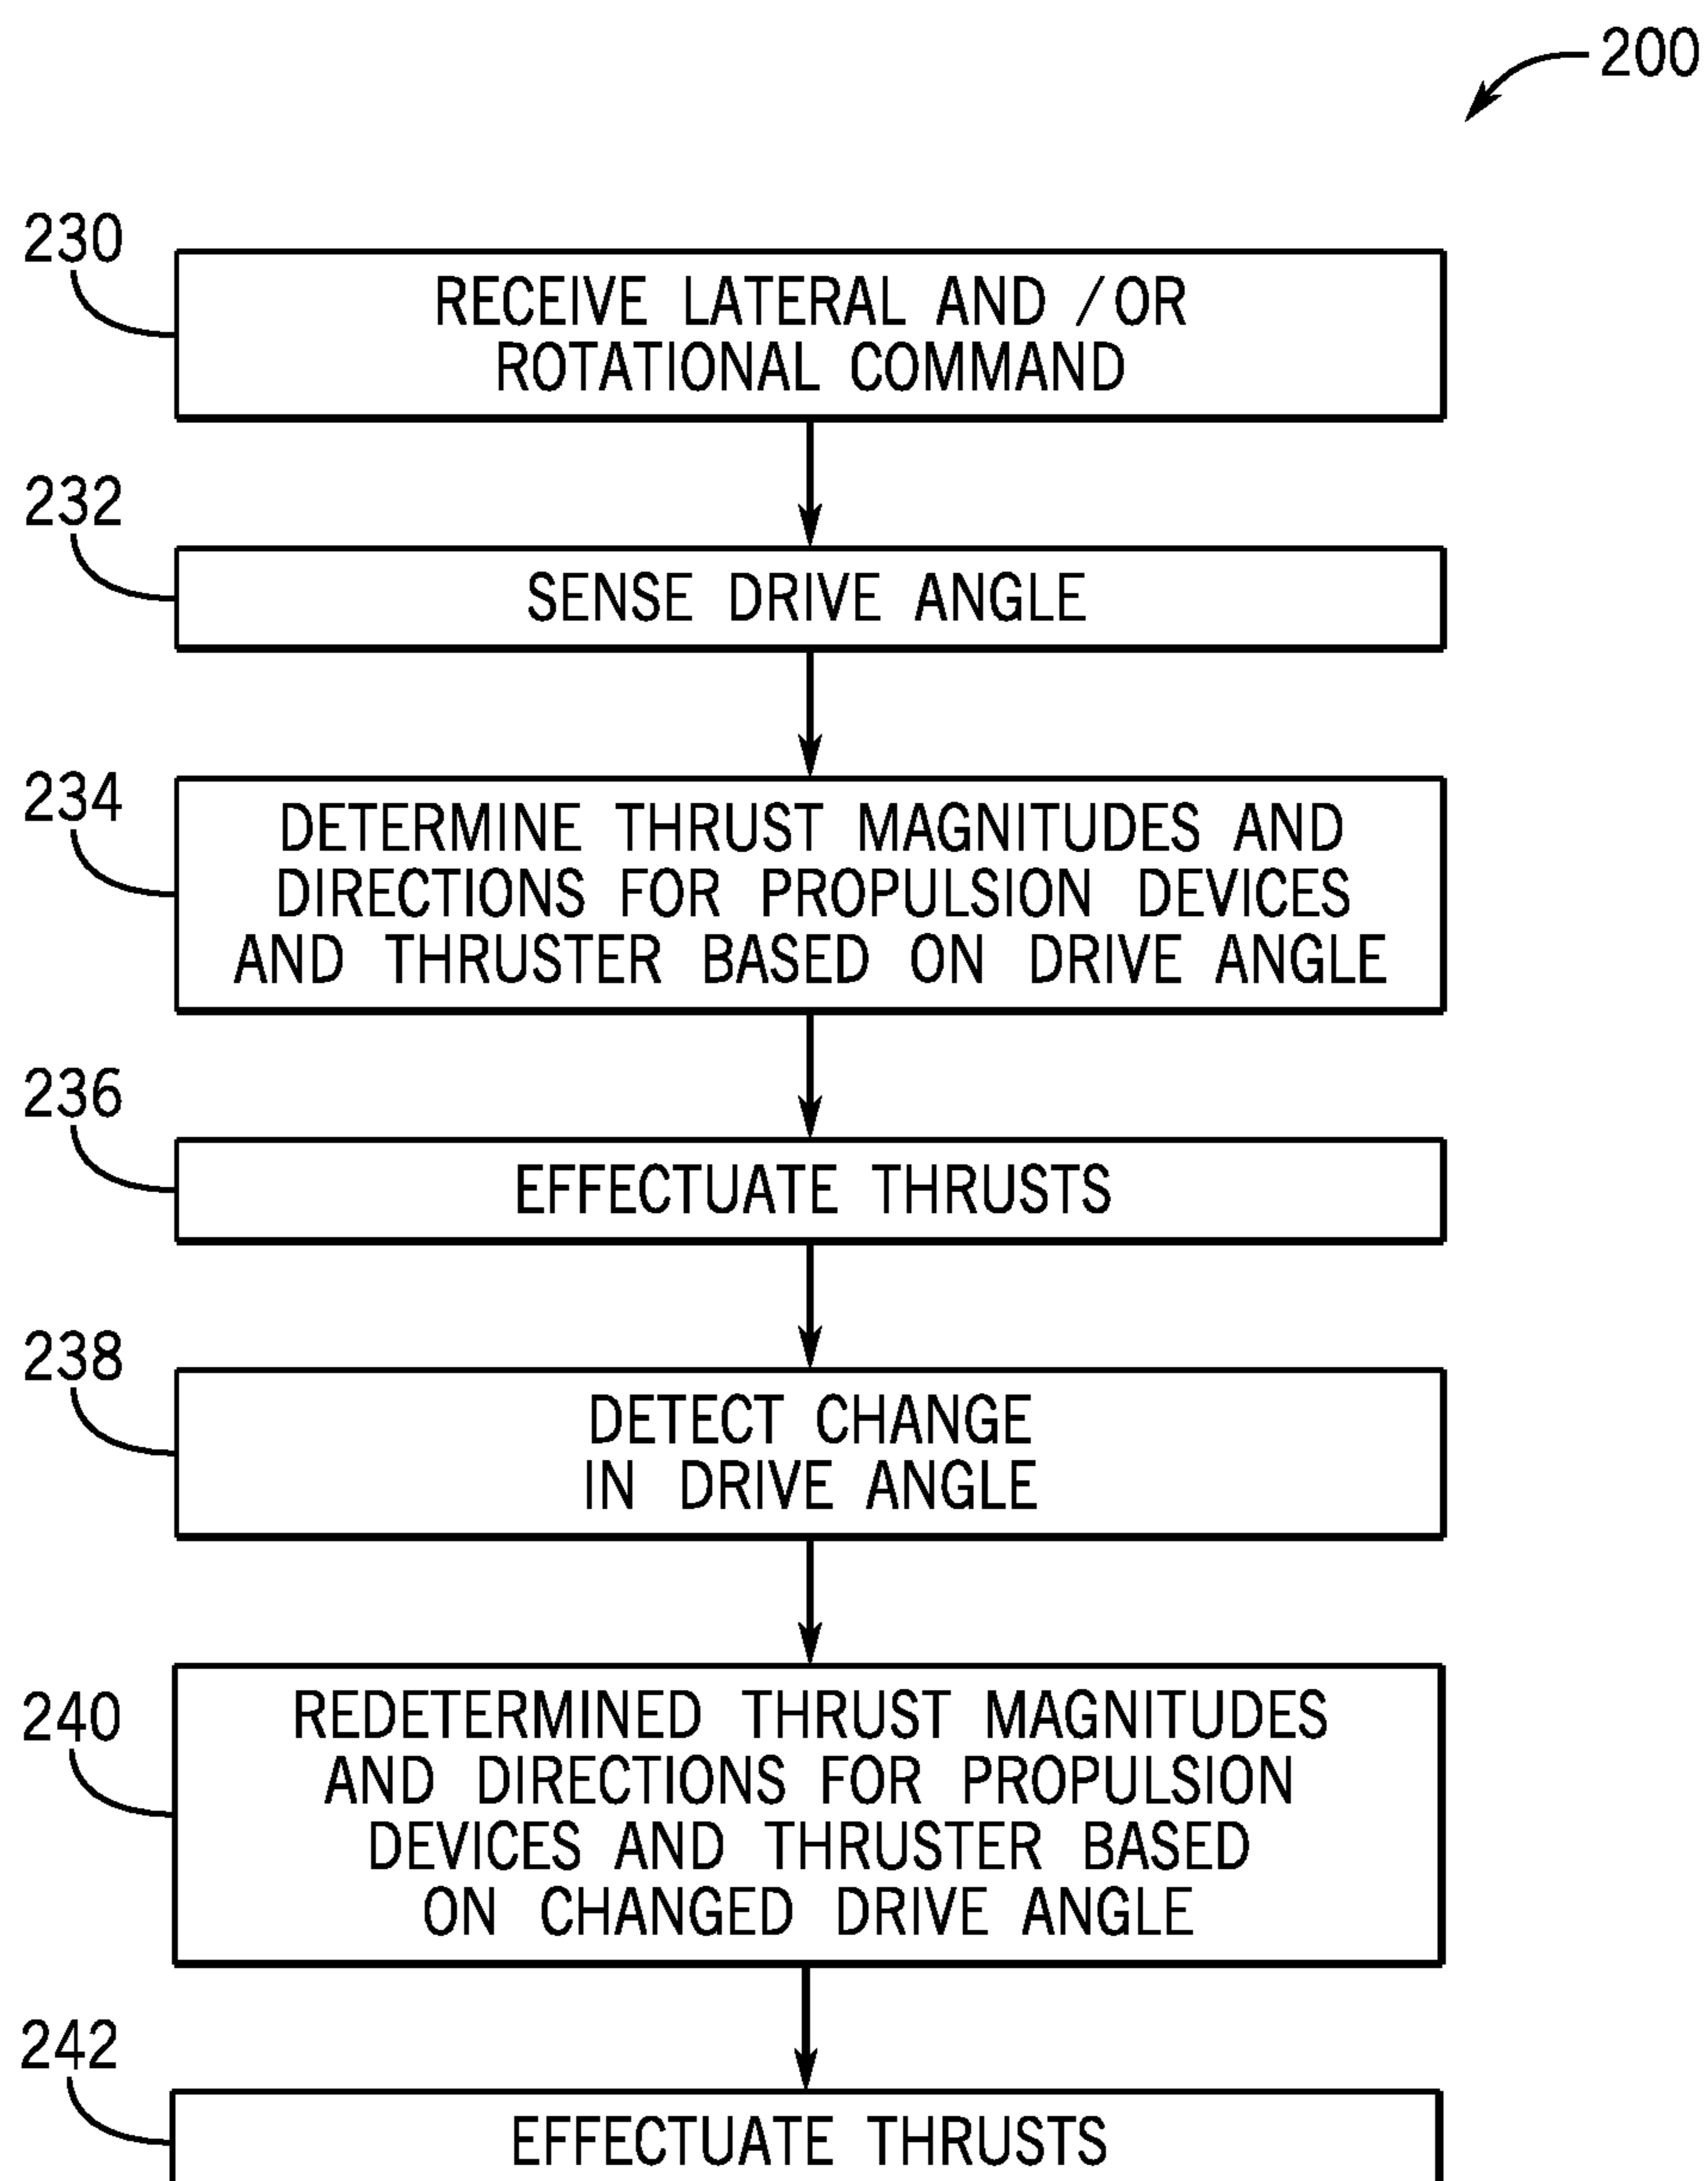 200
230
RECEIVE LATERAL AND /OR
ROTATIONAL COMMAND
232
SENSE DRIVE ANGLE
234
DETERMINE THRUST MAGNITUDES AND
DIRECTIONS FOR PROPULSION DEVICES
AND THRUSTER BASED ON DRIVE ANGLE
236
EFFECTUATE THRUSTS
238
DETECT CHANGE
IN DRIVE ANGLE
240
REDETERMINED THRUST MAGNITUDES
AND DIRECTIONS FOR PROPULSION
DEVICES AND THRUSTER BASED
ON CHANGED DRIVE ANGLE
242
EFFECTUATE THRUSTS